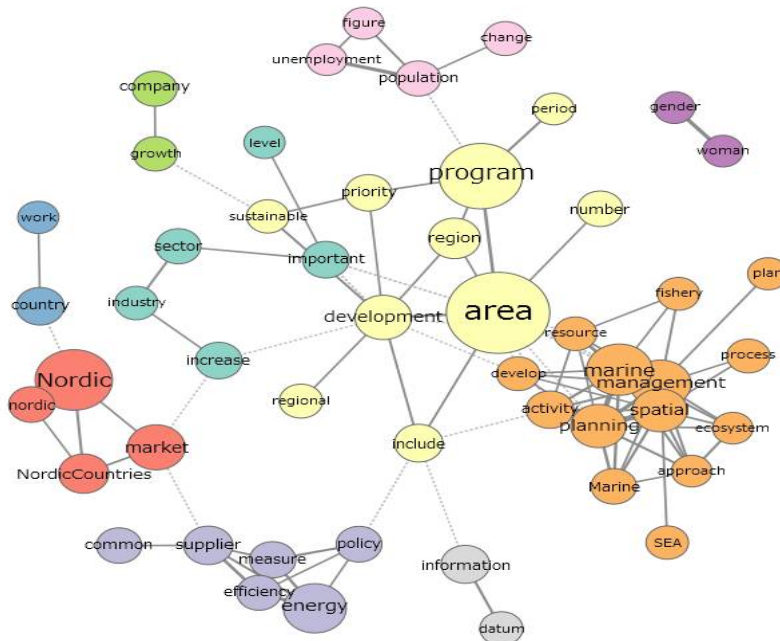 figure
change
unemployment
population
company
growth
level
period
gender
woman
program
priority
number
sustainable
region
work
sector
important
plan
fishery
country
industry
area
development
resource
process
Nordic
increase
develop
marine
management
nordic
regional
activity
spatial
planning
ecosystem
market
include
NordicCountries
approach
Marine
common
supplier
policy
SEA
measure
information
efficiency
energy
datum